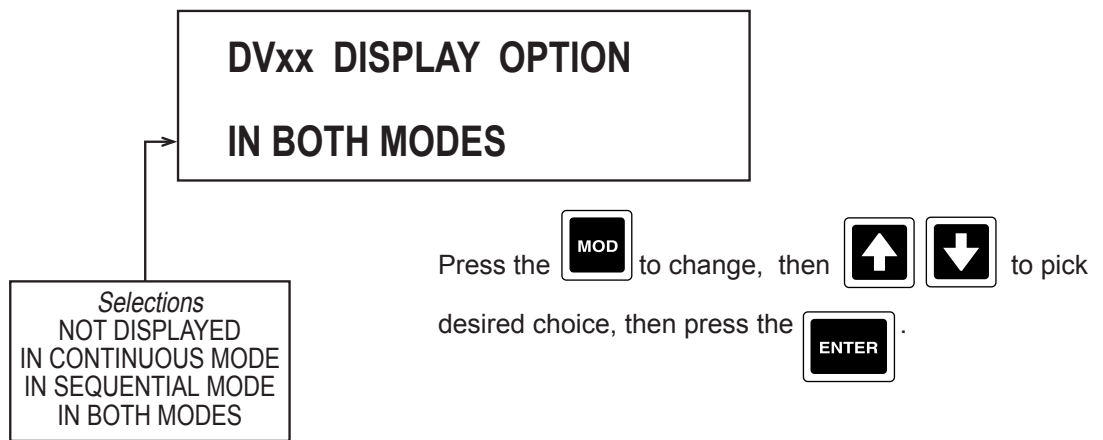 DVxx DISPLAY OPTION
IN BOTH MODES
Press the MOD to change, then to pick
desired choice, then press the ENTER .
Selections
NOT DISPLAYED
IN CONTINUOUS MODE
IN SEQUENTIAL MODE
IN BOTH MODES